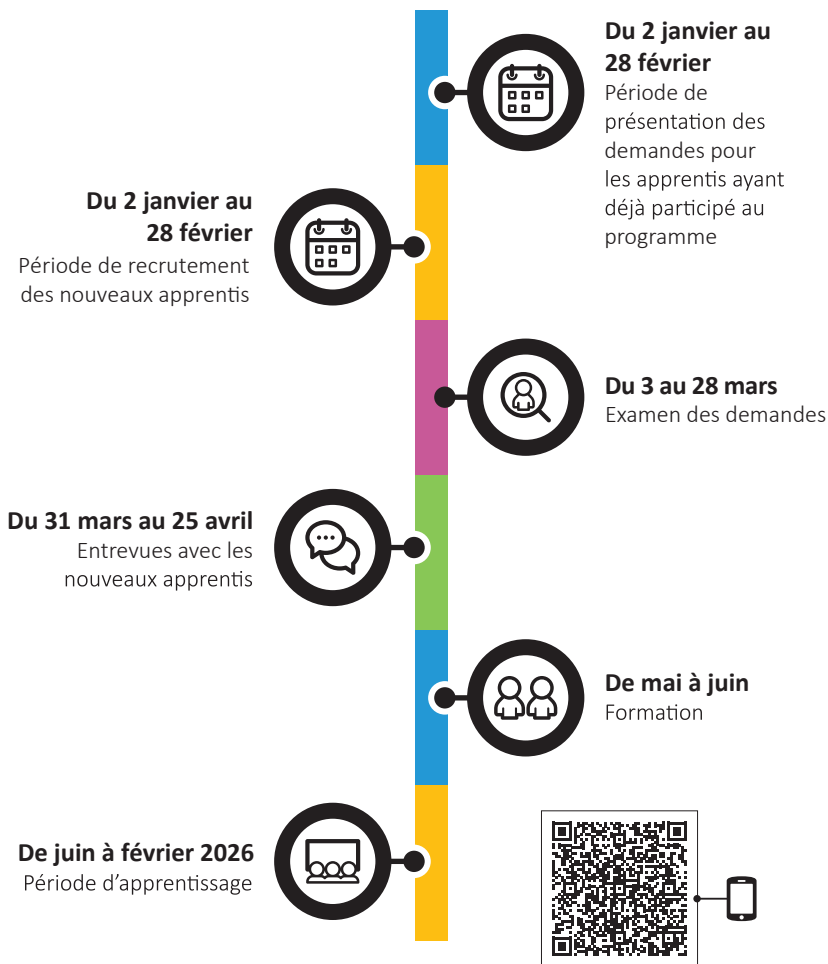 Du 2 janvier au
28 février
Période de
présentation des
demandes pour
les apprentis ayant
déjà participé au
programme
Du 2 janvier au
28 février
Période de recrutement
des nouveaux apprentis
Du 3 au 28 mars
Examen des demandes
Du 31 mars au 25 avril
Entrevues avec les
nouveaux apprentis
De mai à juin
Formation
De juin à février 2026
Période d'apprentissage